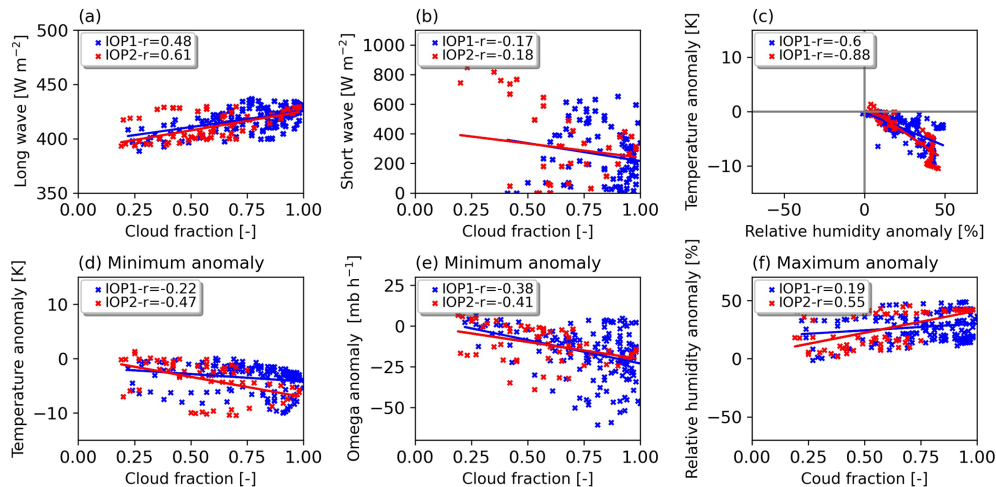 (a)
IOP1-r=0.48
IOP2-r=0.61
Long wave [W m⁻²]
500
450
400
350
0.00 0.25 0.50 0.75 1.00
Cloud fraction [-]
(b)
IOP1-r=-0.17
IOP2-r=-0.18
Short wave [W m⁻²]
1000
800
600
400
200
0
0.00 0.25 0.50 0.75 1.00
Cloud fraction [-]
(c)
IOP1-r=-0.6
IOP1-r=-0.88
Temperature anomaly [K]
10
0
−10
−50 0 50
Relative humidity anomaly [%]
(d) Minimum anomaly
IOP1-r=-0.22
IOP2-r=-0.47
Temperature anomaly [K]
10
0
−10
0.00 0.25 0.50 0.75 1.00
Cloud fraction [-]
(e) Minimum anomaly
IOP1-r=-0.38
IOP2-r=-0.41
Omega anomaly [mb h⁻¹]
25
0
−25
−50
0.00 0.25 0.50 0.75 1.00
Cloud fraction [-]
(f) Maximum anomaly
IOP1-r=0.19
IOP2-r=0.55
Relative humidity anomaly [%]
50
0
−50
0.00 0.25 0.50 0.75 1.00
Coud fraction [-]